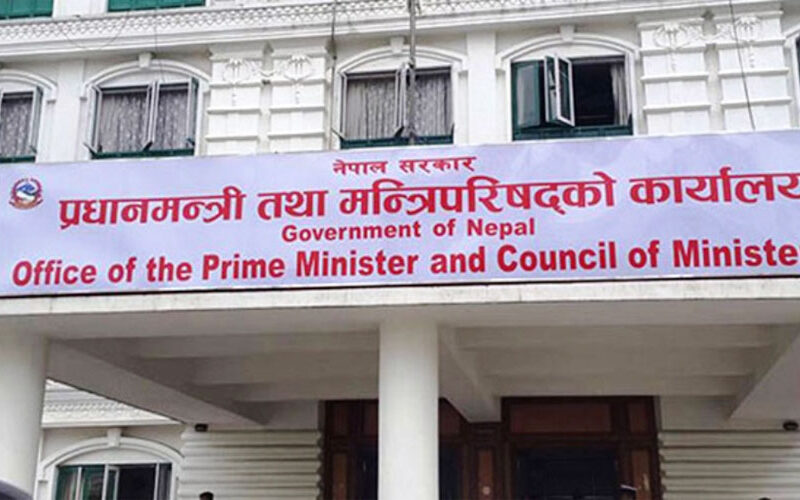 नेपाल सरकार
प्रधानमन्त्री तथा मन्त्रिपरिषद्को कार्यालय
Government of Nepal
Office of the Prime Minister and Council of Ministe